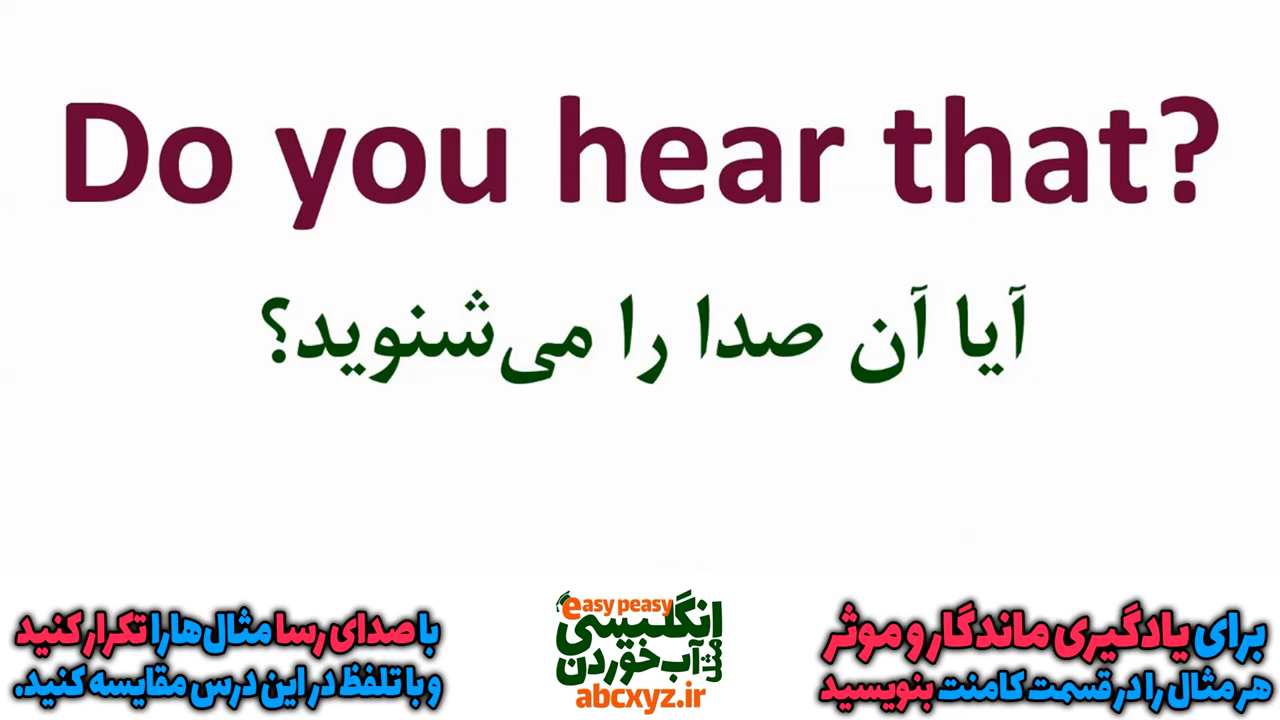 Do you hear that?
آیا آن صدا را می‌شنوید؟
برای یادگیری ماندگار و موثر
هر مثال را در قسمت کامنت بنویسید
easy peasy
انگلیسی
مثل آب خوردن
abcxyz.ir
با صدای رسا مثال‌ها را تکرار کنید
و با تلفظ در این درس مقایسه کنید.